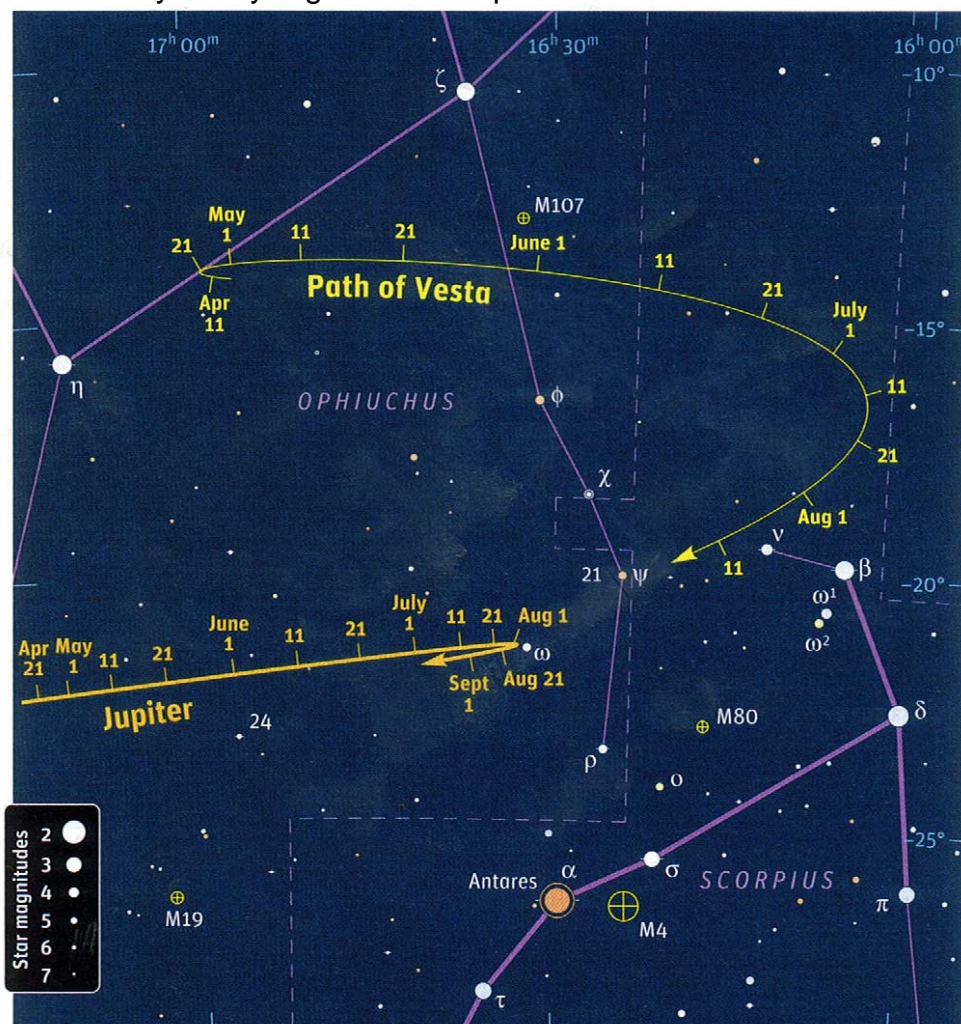 17ʰ 00ᵐ
16ʰ 30ᵐ
16ʰ 00ᵐ
−10°
ζ
M107
May
1
11
21
June 1
21
Path of Vesta
11
21
July
1
Apr
11
−15°
η
OPHIUCHUS
φ
11
21
χ
Aug 1
ν
11
β
21
ψ
−20°
ω¹
ω²
Apr
21
May
1
11
21
June
1
11
21
July
1
11
21
Aug 1
ω
Sept
1
Aug 21
Jupiter
24
M80
δ
ρ
ο
Star magnitudes
2
3
4
5
6
7
−25°
Antares
α
σ
SCORPIUS
M19
M4
π
τ